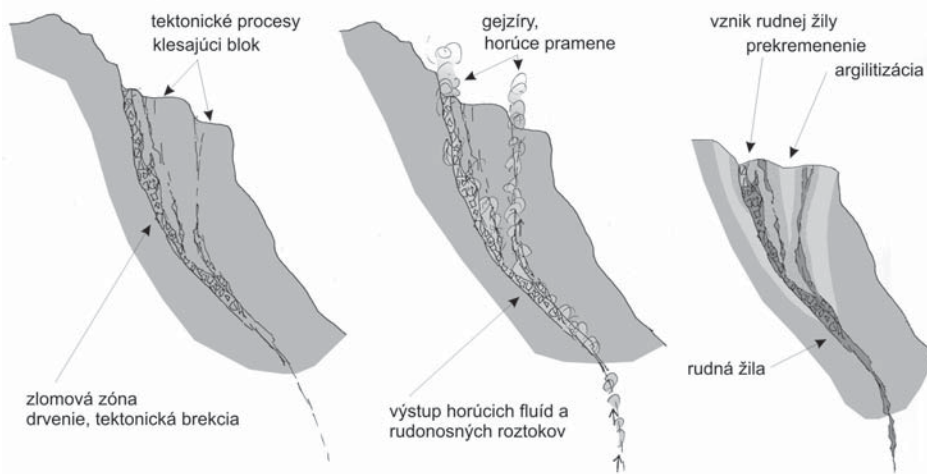 tektonické procesy
klesajúci blok
zlomová zóna
drvenie, tektonická brekcia
gejzíry,
horúce pramene
výstup horúcich fluíd a
rudonosných roztokov
vznik rudnej žily
prekremenenie
argilitizácia
rudná žila